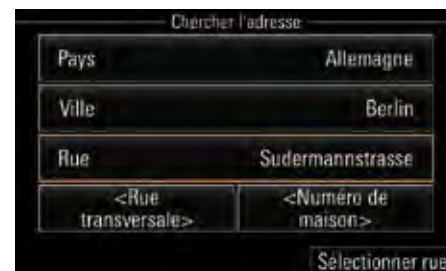 Chercher l'adresse
Pays Allemagne
Ville Berlin
Rue Sudermannstrasse
<Rue transversale>
<Numéro de maison>
Sélectionner rue